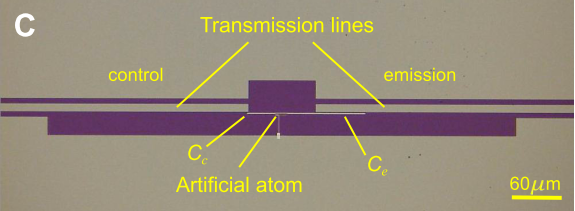 C
Transmission lines
control
emission
Cc
Ce
Artificial atom
60μm